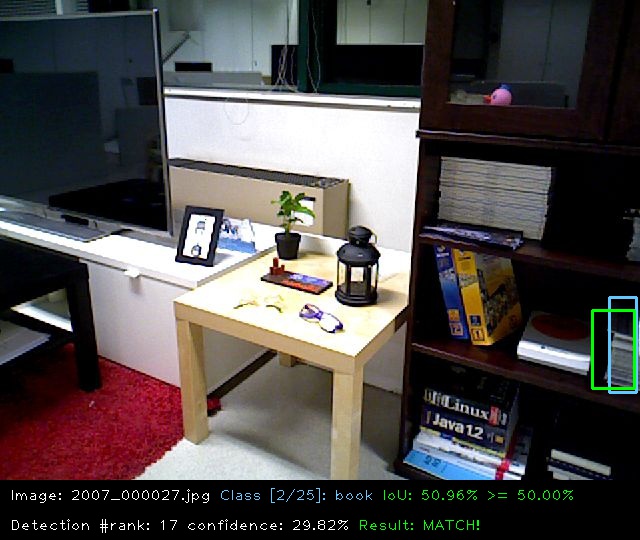 Linux
Java 1.2
Image: 2007_000027.jpg Class [2/25]: book IoU: 50.96% >= 50.00%
Detection #rank: 17 confidence: 29.82% Result: MATCH!